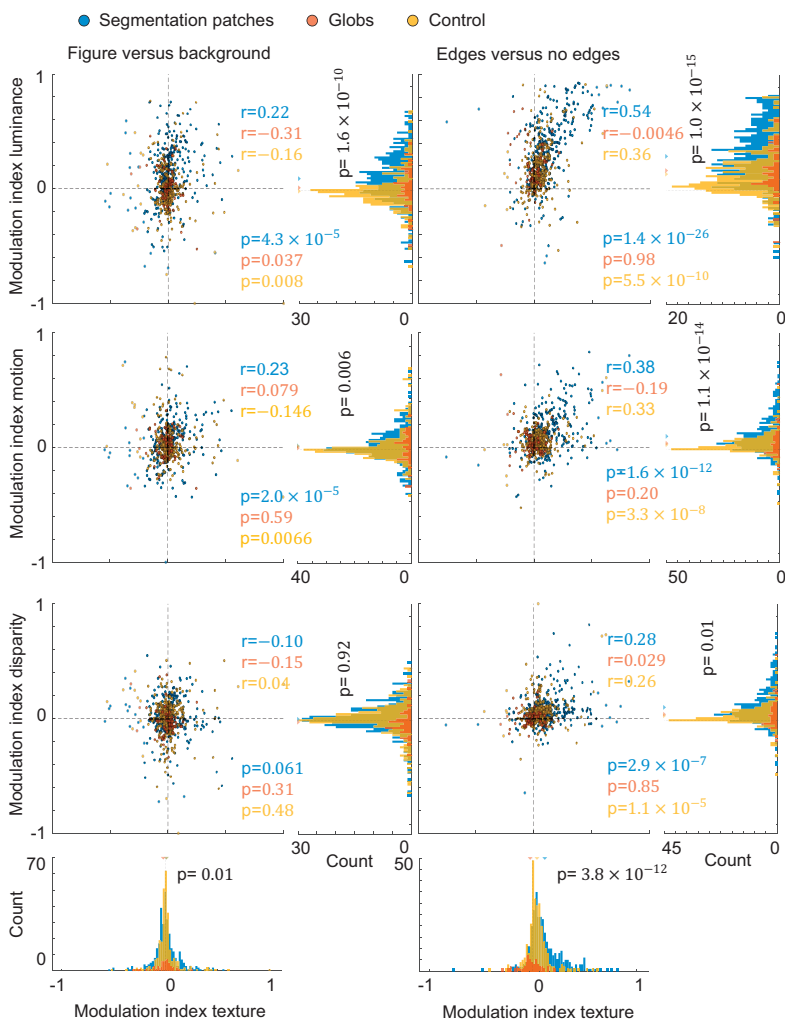 Segmentation patches Globs Control
Figure versus background Edges versus no edges
Modulation index luminance
1
0
-1
r=0.22
r=−0.31
r=−0.16
p=4.3 × 10⁻⁵
p=0.037
p=0.008
p= 1.6 × 10⁻¹⁰
30 0
r=0.54
r=−0.0046
r=0.36
p=1.4 × 10⁻²⁶
p=0.98
p=5.5 × 10⁻¹⁰
p= 1.0 × 10⁻¹⁵
20 0
Modulation index motion
1
0
-1
r=0.23
r=0.079
r=−0.146
p=2.0 × 10⁻⁵
p=0.59
p=0.0066
p= 0.006
40 0
r=0.38
r=−0.19
r=0.33
p=1.6 × 10⁻¹²
p=0.20
p=3.3 × 10⁻⁸
p= 1.1 × 10⁻¹⁴
50 0
Modulation index disparity
1
0
-1
r=−0.10
r=−0.15
r=0.04
p=0.061
p=0.31
p=0.48
p= 0.92
30 0
Count
r=0.28
r=0.029
r=0.26
p=2.9 × 10⁻⁷
p=0.85
p=1.1 × 10⁻⁵
p= 0.01
45 0
Count
70
Count
0
p= 0.01
-1 0 1
Modulation index texture
50
p= 3.8 × 10⁻¹²
-1 0 1
Modulation index texture